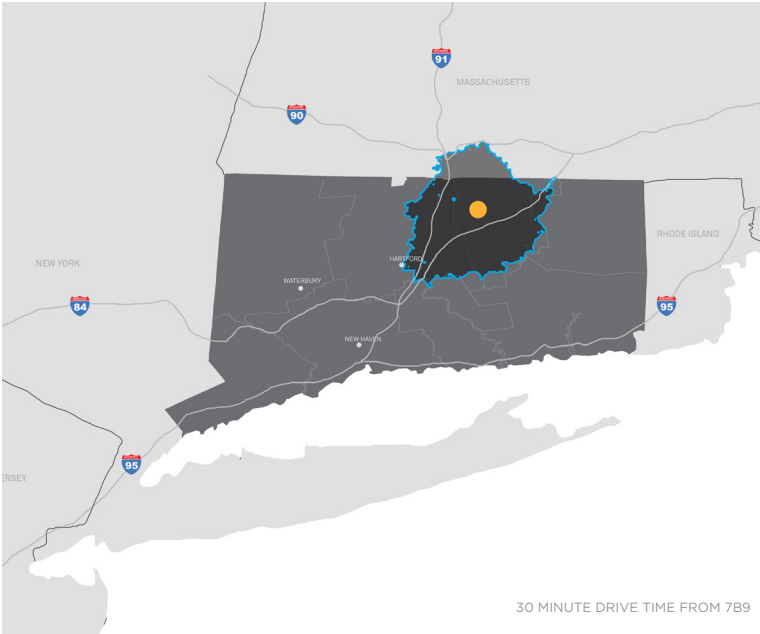 91
MASSACHUSETTS
90
RHODE ISLAND
HARTFORD
NEW YORK
WATERBURY
84
95
NEW HAVEN
95
ERSEY
30 MINUTE DRIVE TIME FROM 7B9